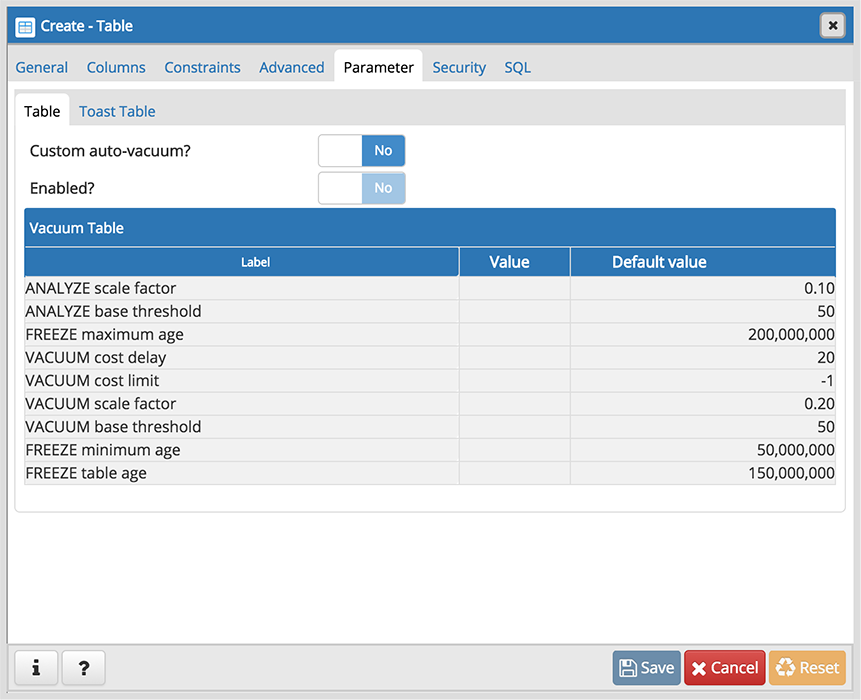 Create - Table
General Columns Constraints Advanced Parameter Security SQL
Table Toast Table
Custom auto-vacuum? No
Enabled? No
Vacuum Table
Label Value Default value
ANALYZE scale factor 0.10
ANALYZE base threshold 50
FREEZE maximum age 200,000,000
VACUUM cost delay 20
VACUUM cost limit -1
VACUUM scale factor 0.20
VACUUM base threshold 50
FREEZE minimum age 50,000,000
FREEZE table age 150,000,000
i ? Save Cancel Reset